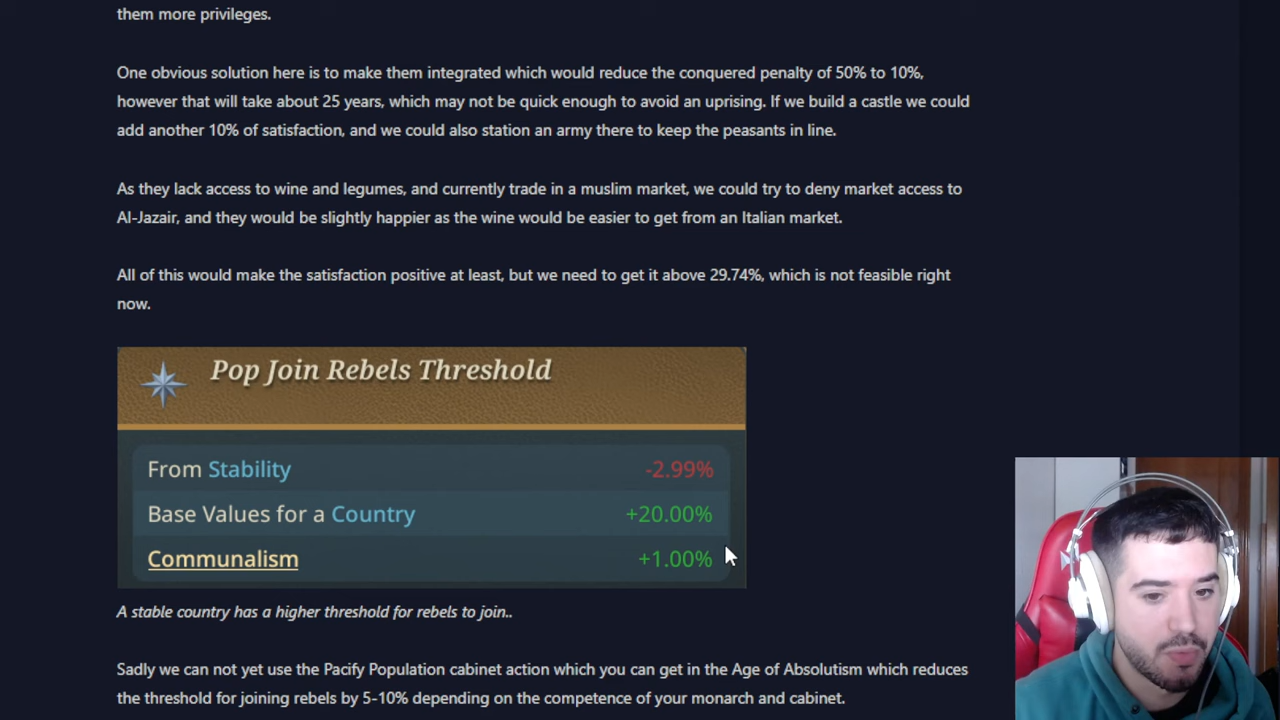 them more privileges.
One obvious solution here is to make them integrated which would reduce the conquered penalty of 50% to 10%,
however that will take about 25 years, which may not be quick enough to avoid an uprising. If we build a castle we could
add another 10% of satisfaction, and we could also station an army there to keep the peasants in line.
As they lack access to wine and legumes, and currently trade in a muslim market, we could try to deny market access to
Al-Jazair, and they would be slightly happier as the wine would be easier to get from an Italian market.
All of this would make the satisfaction positive at least, but we need to get it above 29.74%, which is not feasible right
now.
Pop Join Rebels Threshold
From Stability -2.99%
Base Values for a Country +20.00%
Communalism +1.00%
A stable country has a higher threshold for rebels to join..
Sadly we can not yet use the Pacify Population cabinet action which you can get in the Age of Absolutism which reduces
the threshold for joining rebels by 5-10% depending on the competence of your monarch and cabinet.